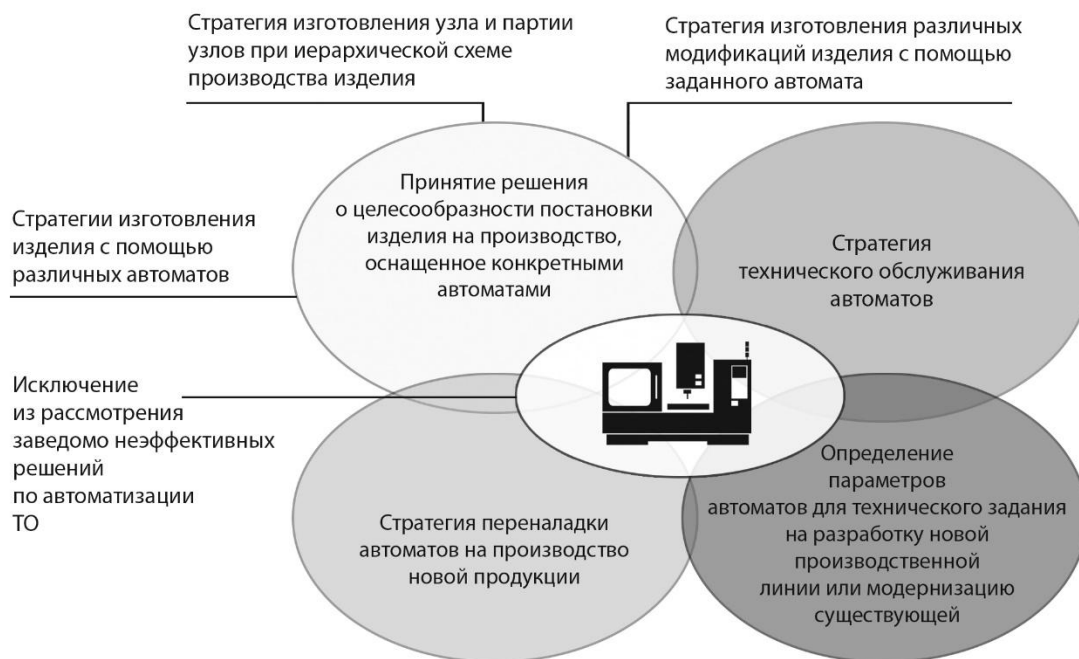 Стратегия изготовления узла и партии
узлов при иерархической схеме
производства изделия
Стратегия изготовления различных
модификаций изделия с помощью
заданного автомата
Принятие решения
о целесообразности постановки
изделия на производство,
оснащенное конкретными
автоматами
Стратегии изготовления
изделия с помощью
различных автоматов
Стратегия
технического обслуживания
автоматов
Исключение
из рассмотрения
заведомо неэффективных
решений
по автоматизации
ТО
Стратегия переналадки
автоматов на производство
новой продукции
Определение
параметров
автоматов для технического задания
на разработку новой
производственной
линии или модернизацию
существующей